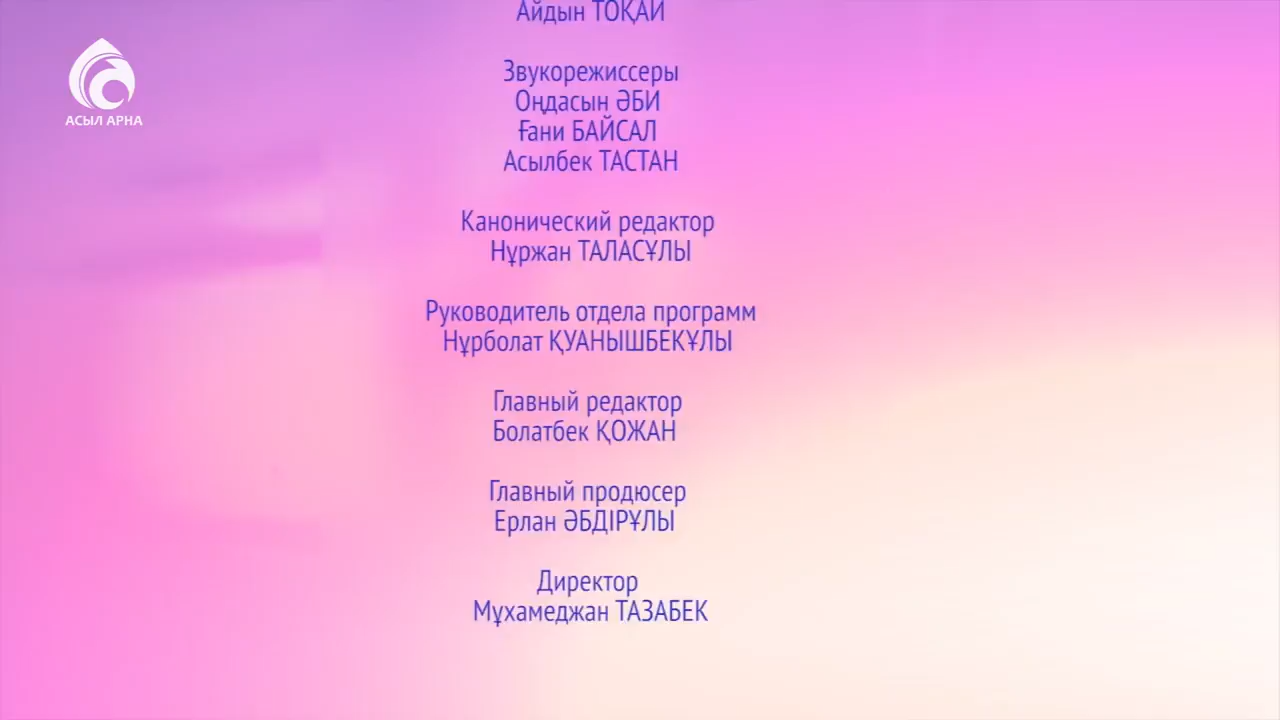 Айдын ТОҚАЙ
Звукорежиссеры
Оңдасын ӘБИ
Ғани БАЙСАЛ
Асылбек ТАСТАН
Канонический редактор
Нұржан ТАЛАСҰЛЫ
Руководитель отдела программ
Нұрболат ҚУАНЫШБЕКҰЛЫ
Главный редактор
Болатбек ҚОЖАН
Главный продюсер
Ерлан ӘБДІРҰЛЫ
Директор
Мұхамеджан ТАЗАБЕК
АСЫЛ АРНА